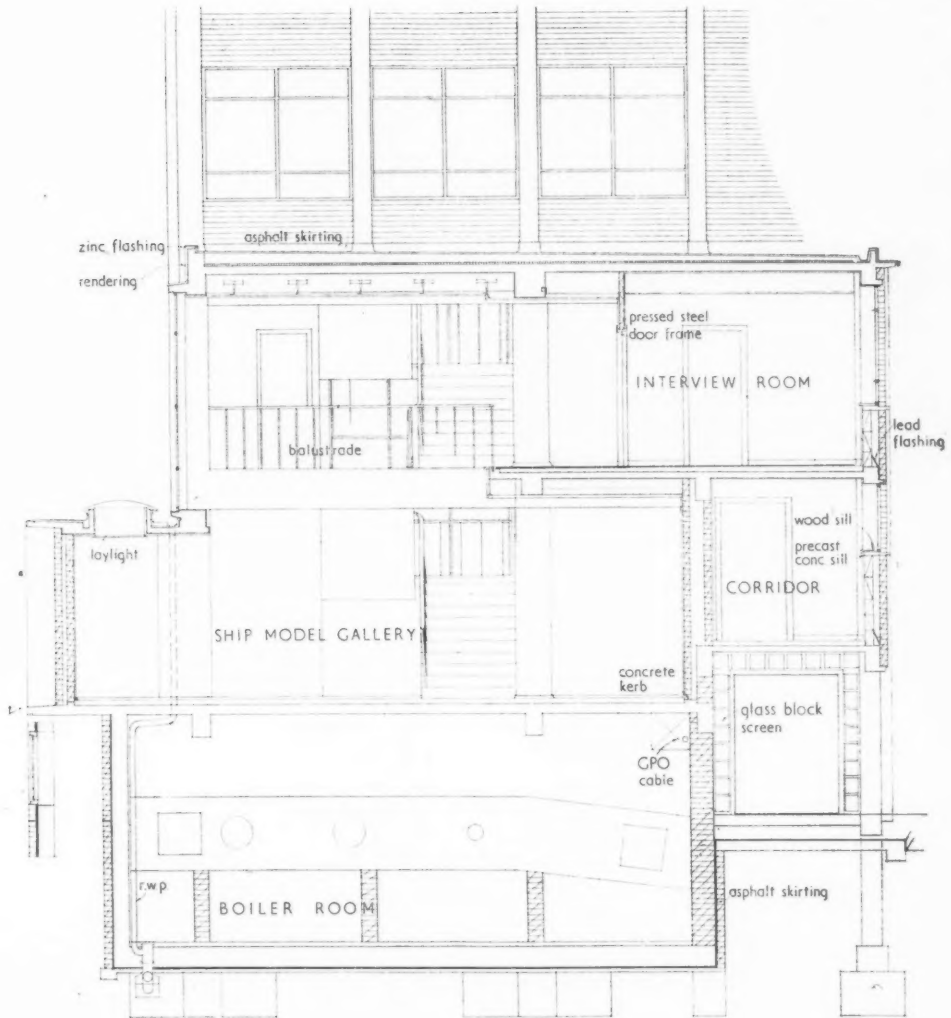 asphalt skirting
zinc flashing
rendering
pressed steel
door frame
INTERVIEW ROOM
lead
flashing
balustrade
wood sill
laylight
precast
conc sill
CORRIDOR
SHIP MODEL GALLERY
concrete
kerb
glass block
screen
GPO
cable
r.w.p.
asphalt skirting
BOILER ROOM